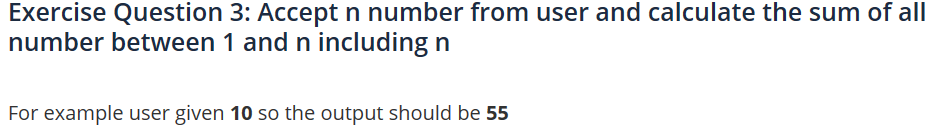 Exercise Question 3: Accept n number from user and calculate the sum of all
number between 1 and n including n
For example user given 10 so the output should be 55